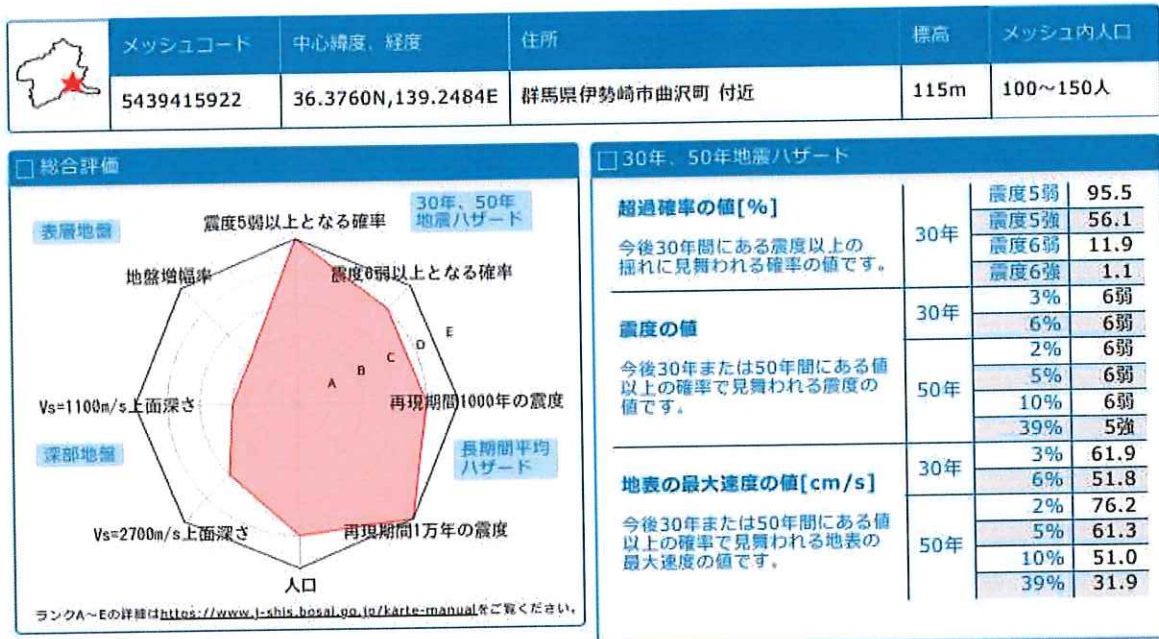 メッシュコード 中心緯度、経度 住所 標高 メッシュ内人口
5439415922 36.3760N,139.2484E 群馬県伊勢崎市曲沢町 付近 115m 100～150人
□ 総合評価
30年、50年
地震ハザード
表層地盤
震度5弱以上となる確率
地盤増幅率
震度6弱以上となる確率
A B C D E
Vs=1100m/s上面深さ
再現期間1000年の震度
深部地盤
長期間平均
ハザード
Vs=2700m/s上面深さ
再現期間1万年の震度
人口
ランクA～Eの詳細はhttps://www.j-shis.bosai.go.jp/karte-manualをご覧ください。
□ 30年、50年地震ハザード
超過確率の値[%]
今後30年間にある震度以上の
揺れに見舞われる確率の値です。
30年
震度5弱 95.5
震度5強 56.1
震度6弱 11.9
震度6強 1.1
震度の値
今後30年または50年間にある値
以上の確率で見舞われる震度の
値です。
30年
3% 6弱
6% 6弱
50年
2% 6弱
5% 6弱
10% 6弱
39% 5強
地表の最大速度の値[cm/s]
今後30年または50年間にある値
以上の確率で見舞われる地表の
最大速度の値です。
30年
3% 61.9
6% 51.8
50年
2% 76.2
5% 61.3
10% 51.0
39% 31.9